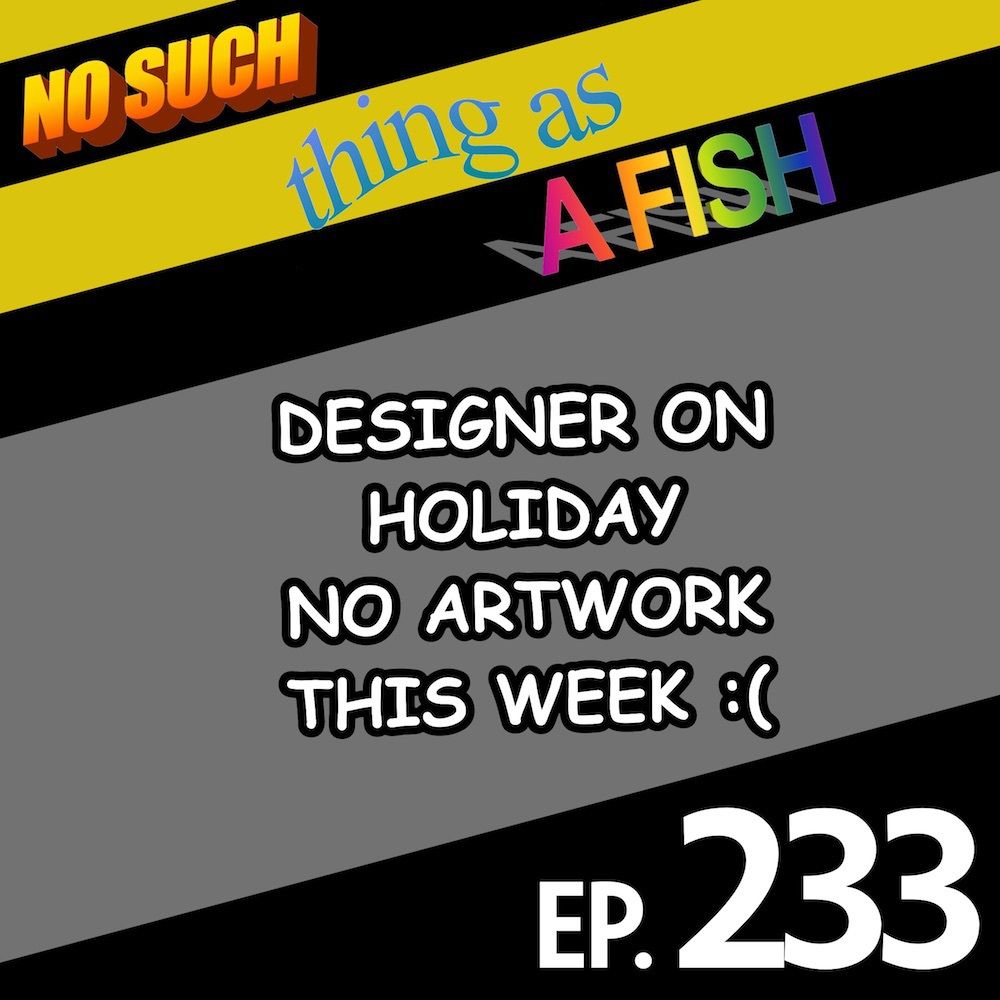 NO SUCH
thing as
A FISH
DESIGNER ON
HOLIDAY
NO ARTWORK
THIS WEEK :(
EP. 233